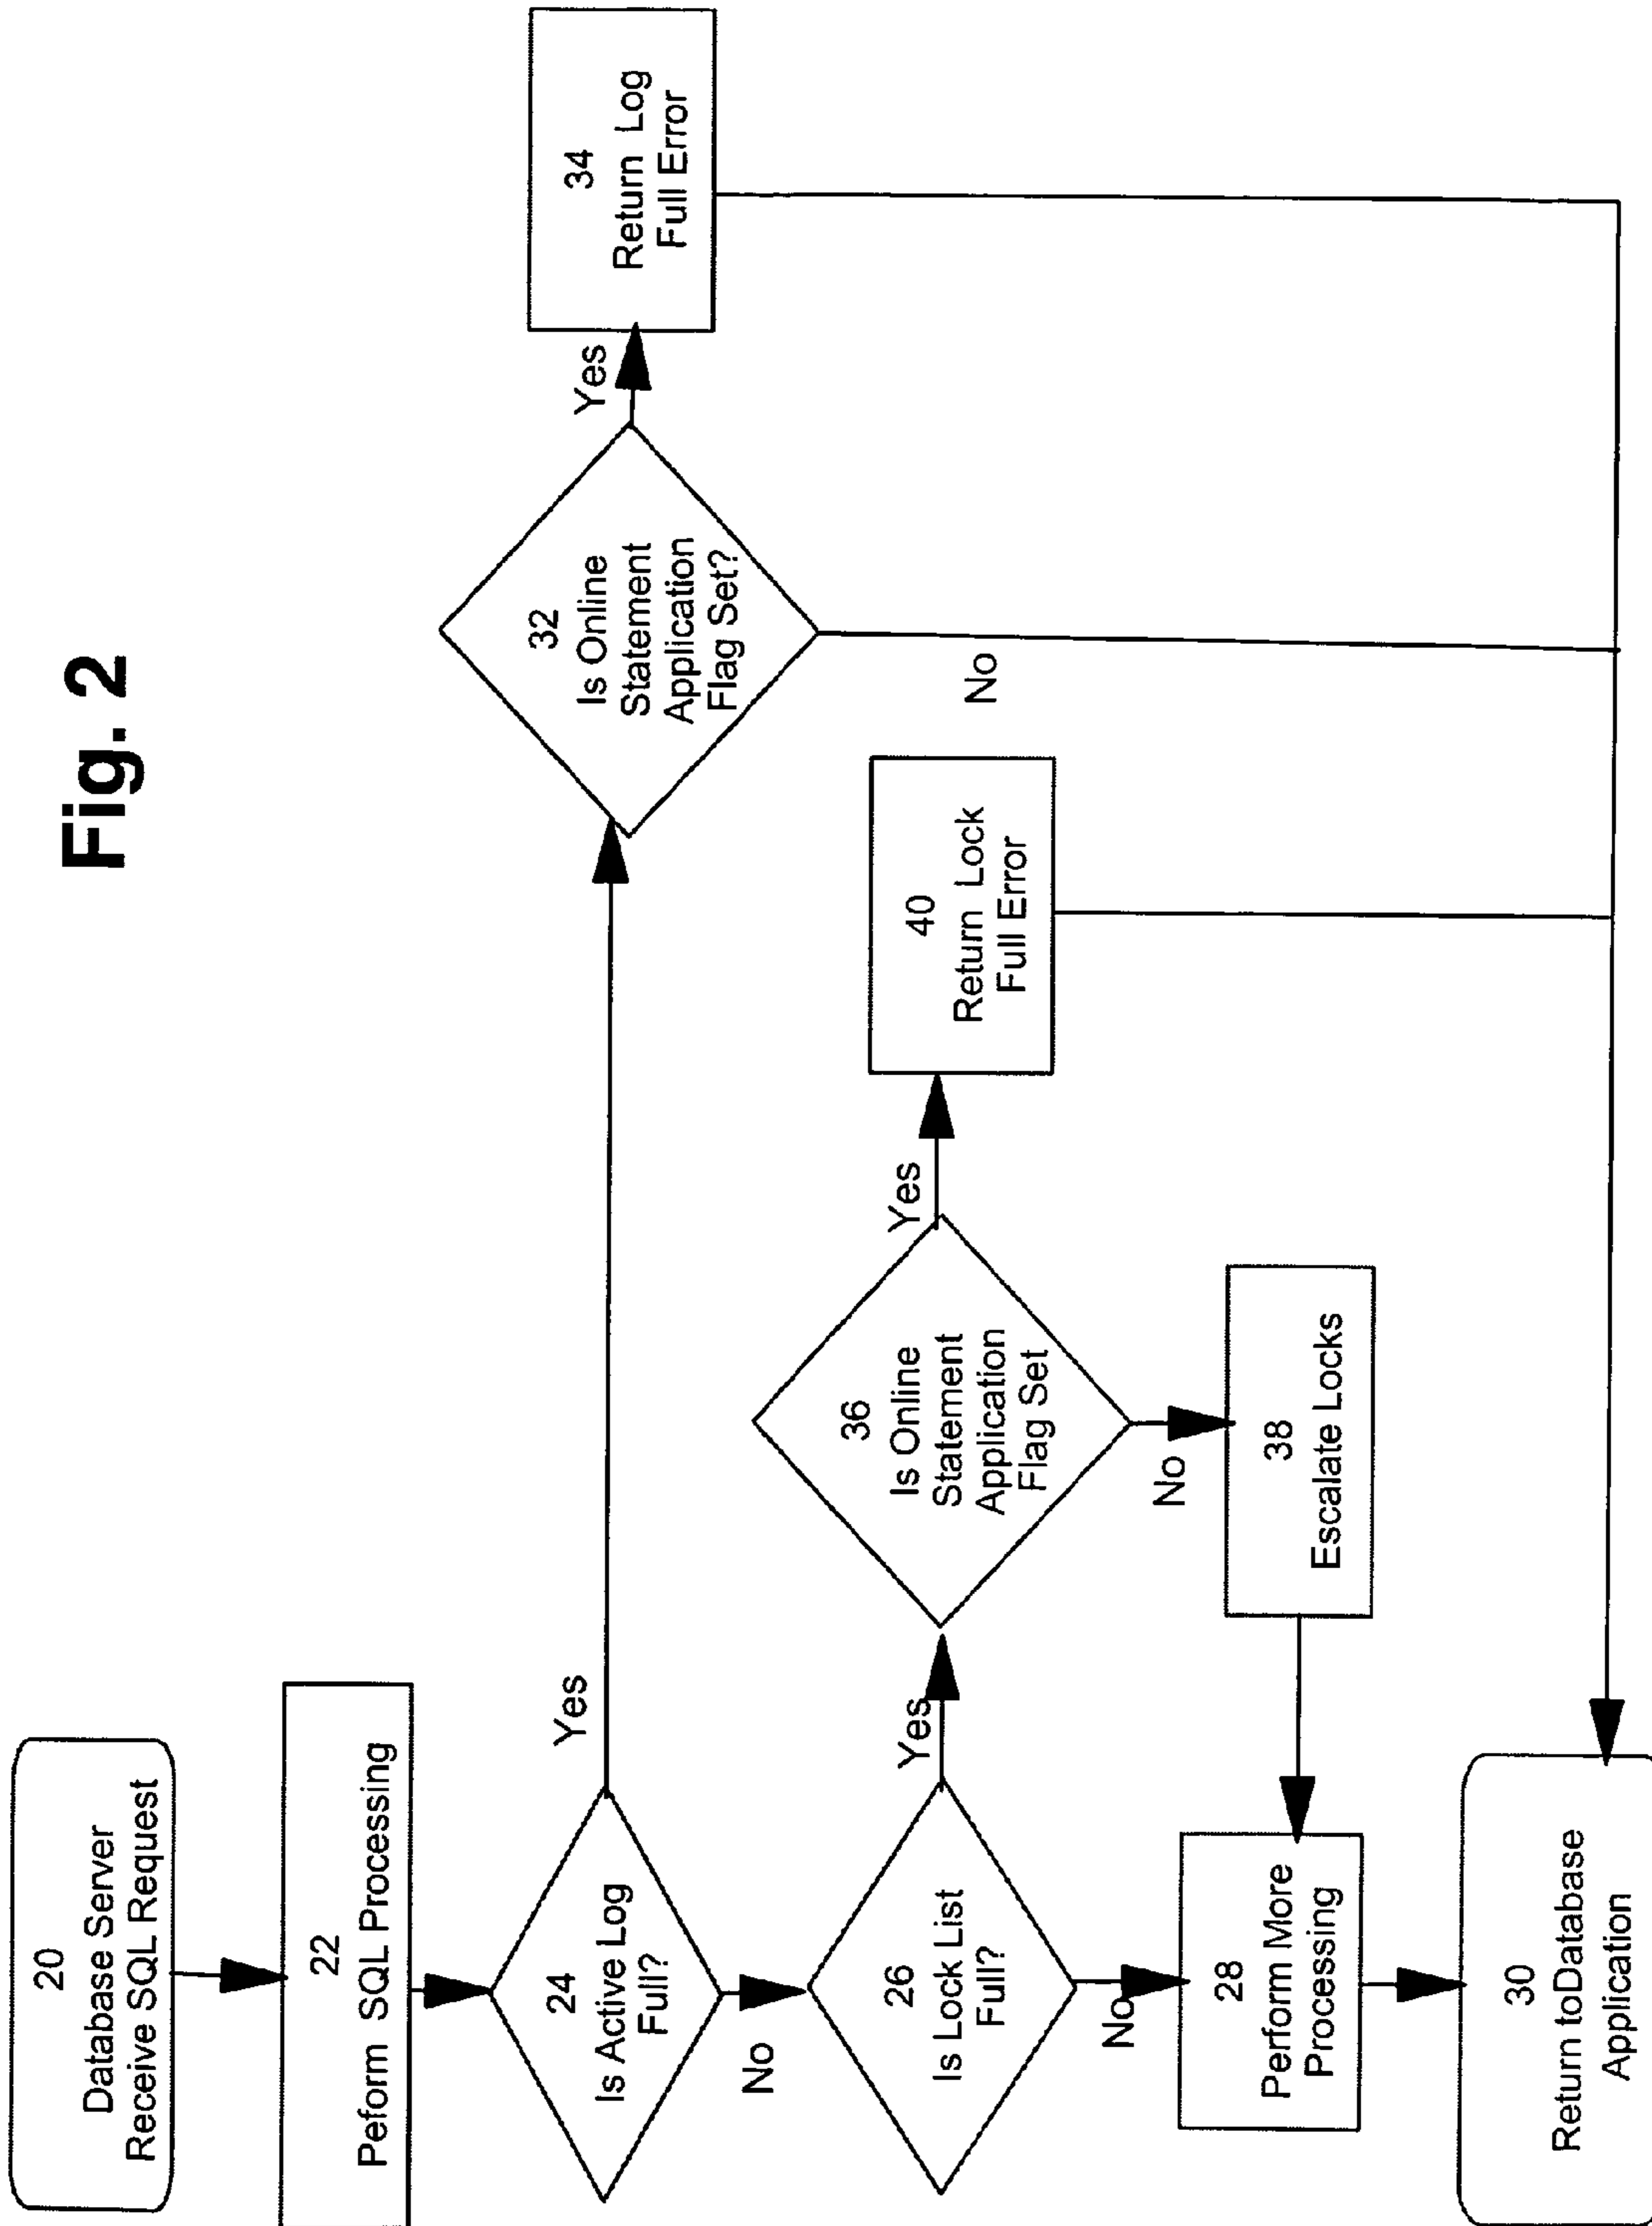 Fig. 2
20
Database Server
Receive SQL Request
22
Peform SQL Processing
24
Is Active Log
Full?
Yes
No
32
Is Online
Statement
Application
Flag Set?
Yes
No
34
Return Log
Full Error
26
Is Lock List
Full?
Yes
No
36
Is Online
Statement
Application
Flag Set
Yes
No
40
Return Lock
Full Error
38
Escalate Locks
28
Perform More
Processing
30
Return toDatabase
Application